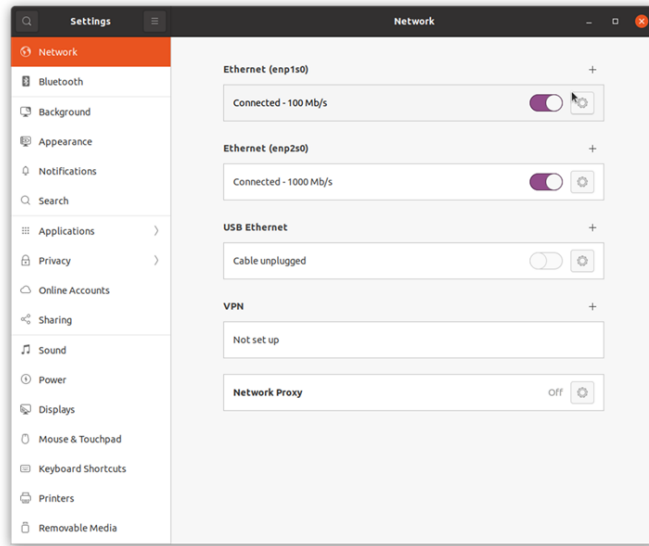 Settings
Network
Network
Bluetooth
Background
Appearance
Notifications
Search
Applications
Privacy
Online Accounts
Sharing
Sound
Power
Displays
Mouse & Touchpad
Keyboard Shortcuts
Printers
Removable Media
Ethernet (enp1s0)
Connected - 100 Mb/s
Ethernet (enp2s0)
Connected - 1000 Mb/s
USB Ethernet
Cable unplugged
VPN
Not set up
Network Proxy Off